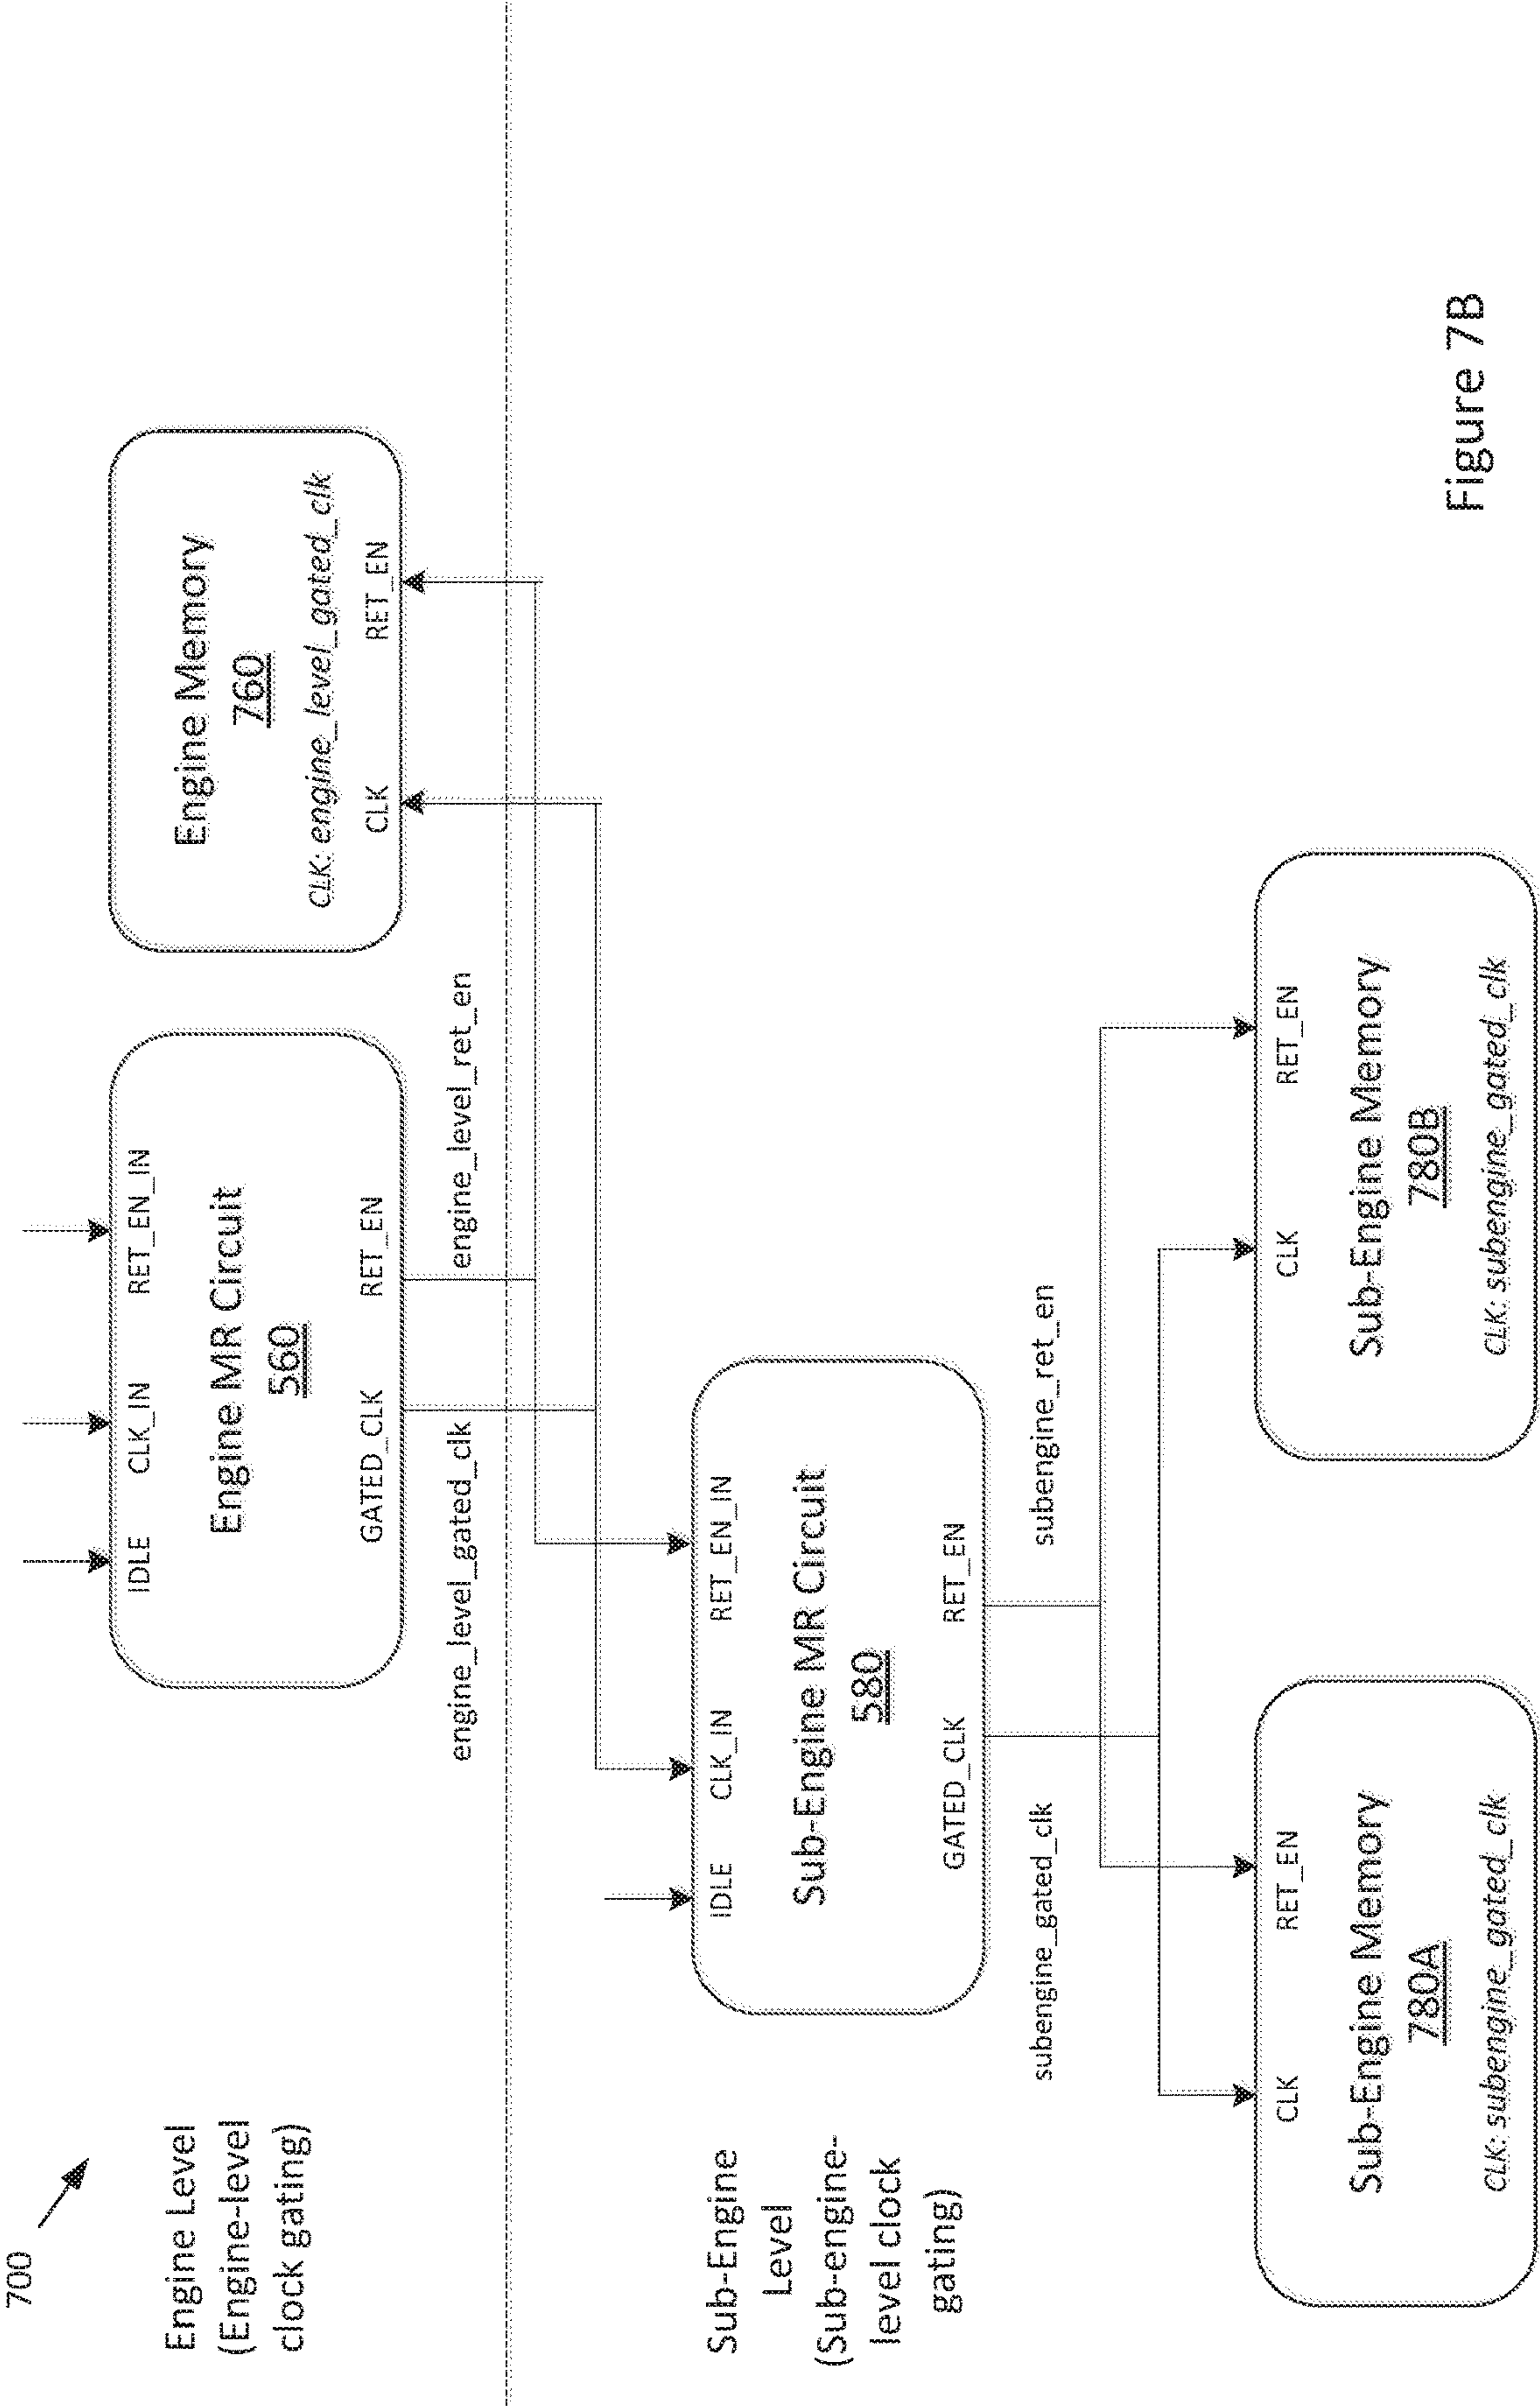 700
Engine Level
(Engine-level
clock gating)
IDLE CLK_IN RET_EN_IN
Engine MR Circuit
560
GATED_CLK RET_EN
Engine Memory
760
CLK: engine_level_gated_clk
CLK RET_EN
engine_level_gated_clk
engine_level_ret_en
Sub-Engine
Level
(Sub-engine-
level clock
gating)
IDLE CLK_IN RET_EN_IN
Sub-Engine MR Circuit
580
GATED_CLK RET_EN
subengine_gated_clk
subengine_ret_en
CLK RET_EN
Sub-Engine Memory
780A
CLK: subengine_gated_clk
CLK RET_EN
Sub-Engine Memory
780B
CLK: subengine_gated_clk
Figure 7B